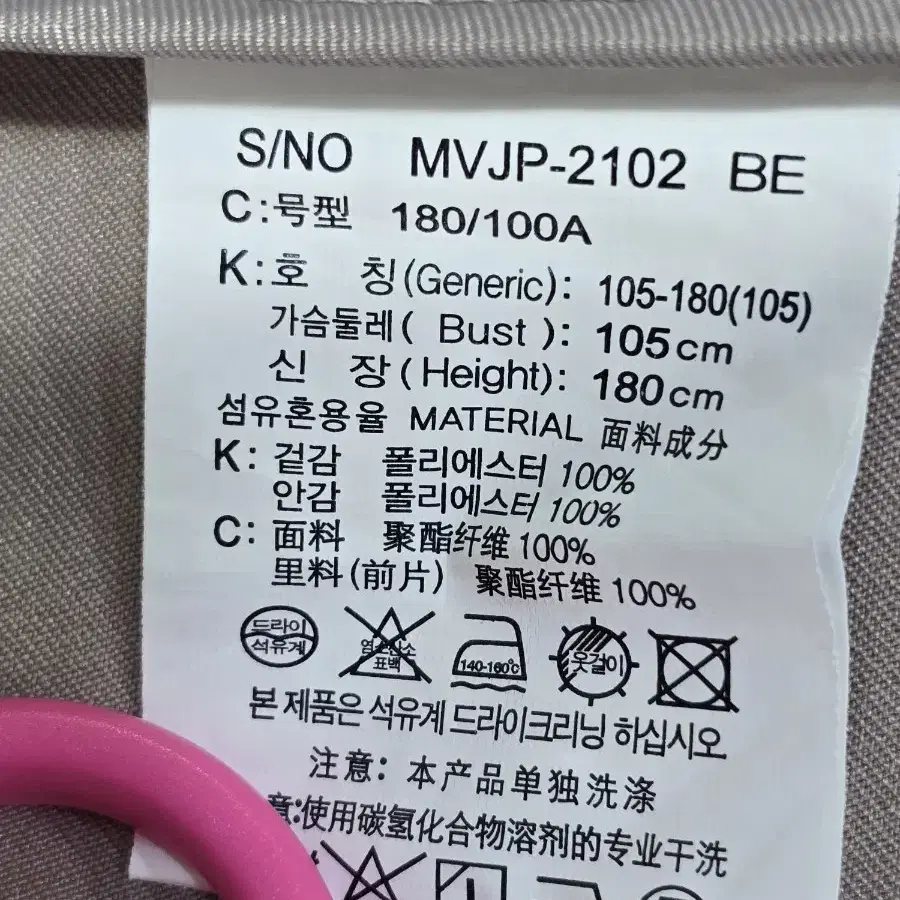 S/NO MVJP-2102 BE
C:号型 180/100A
K:호 칭(Generic): 105-180(105)
가슴둘레( Bust ): 105cm
신 장(Height): 180cm
섬유혼용율 MATERIAL 面料成分
K: 겉감 폴리에스터 100%
안감 폴리에스터 100%
C: 面料 聚酯纤维 100%
里料(前片) 聚酯纤维 100%
드라이
석유계
염소산소
표백
140-160℃
옷걸이
본 제품은 석유계 드라이크리닝 하십시오
注意: 本产品单独洗涤
意:使用碳氢化合物溶剂的专业干洗